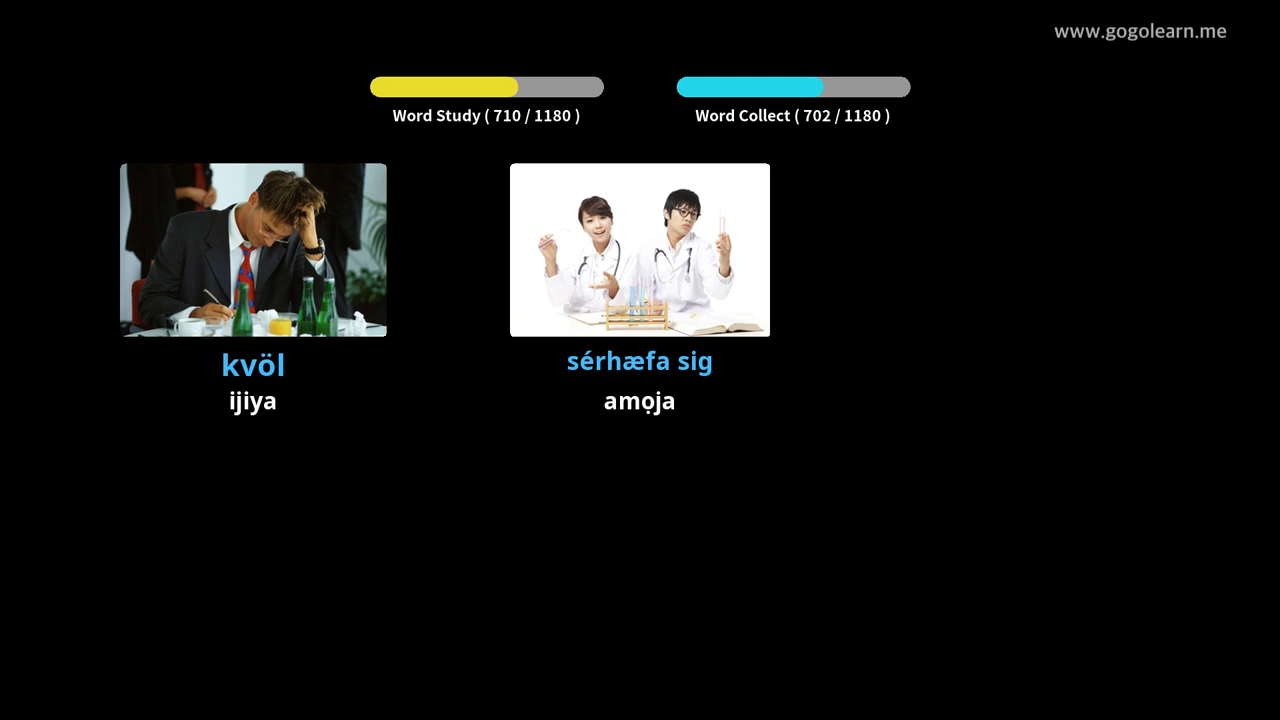 www.gogolearn.me
Word Study ( 710 / 1180 )
Word Collect ( 702 / 1180 )
kvöl
ijiya
sérhæfa sig
amọja